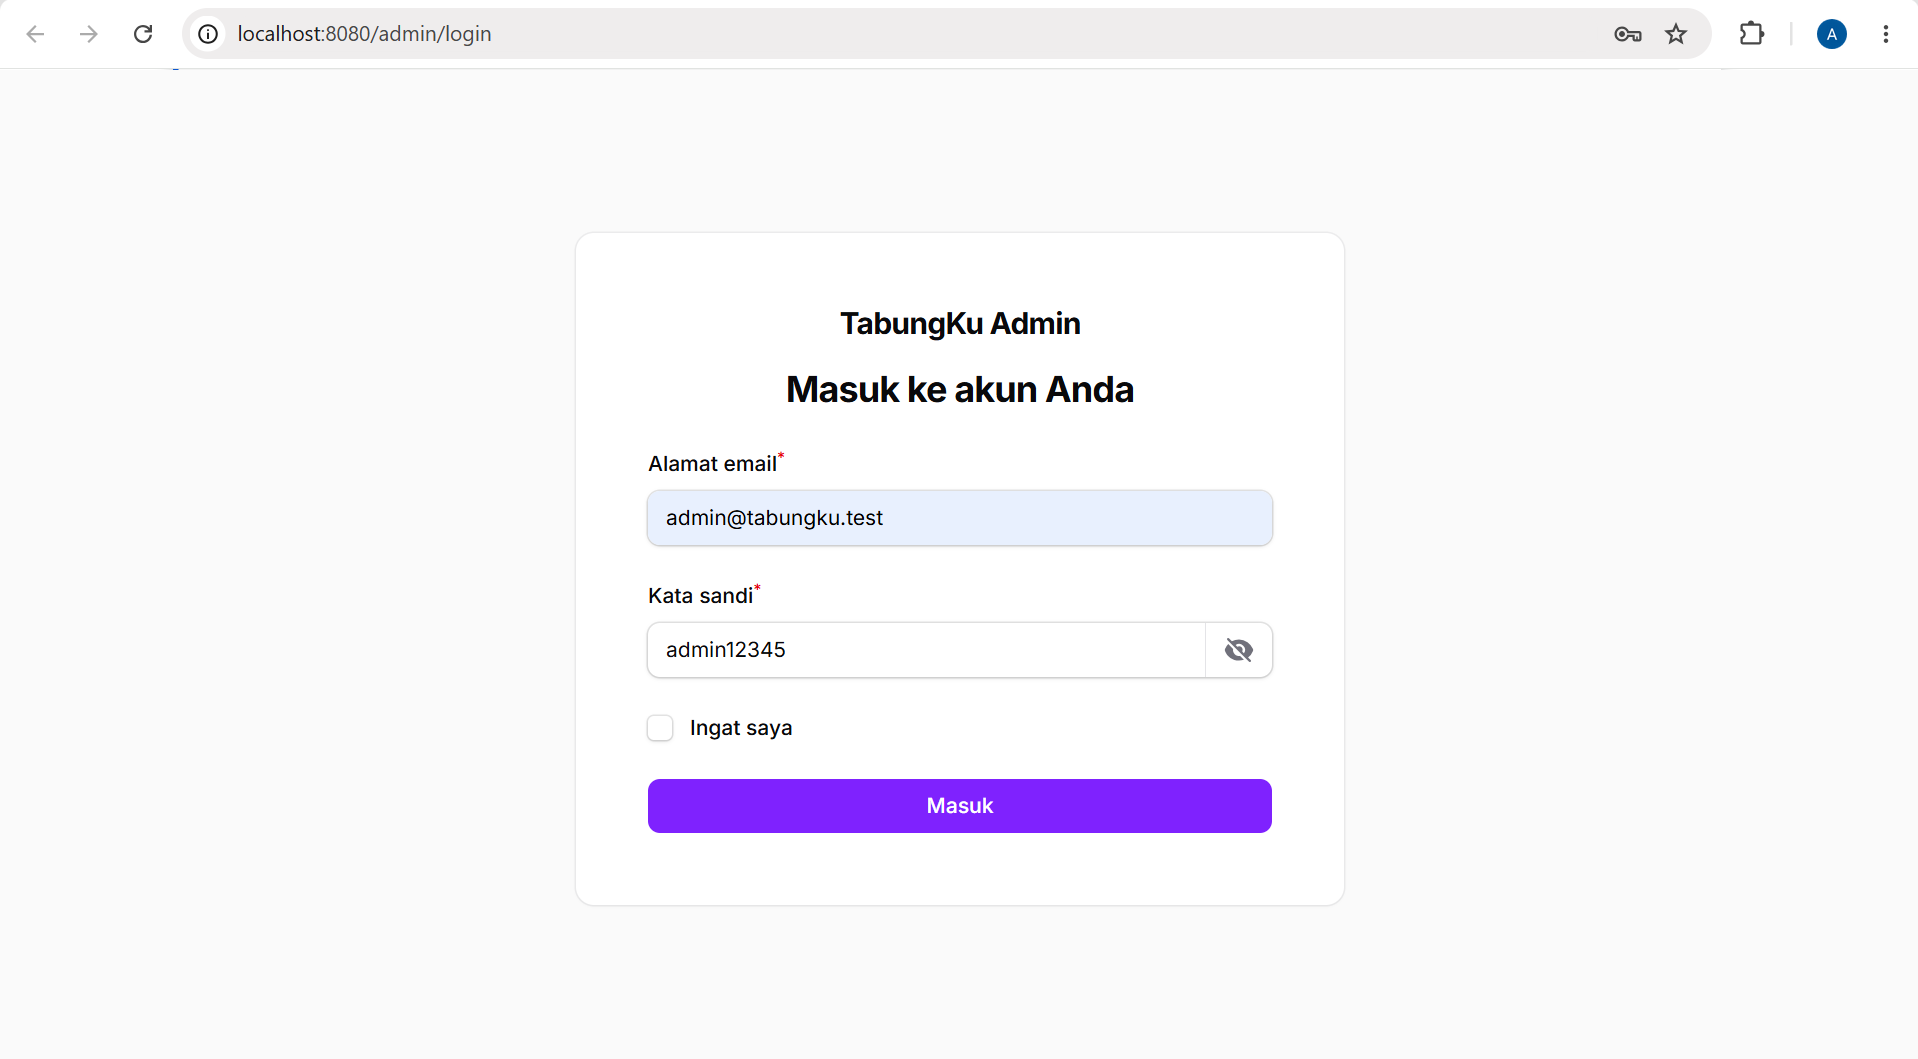 localhost:8080/admin/login
A
TabungKu Admin
Masuk ke akun Anda
Alamat email*
admin@tabungku.test
Kata sandi*
admin12345
Ingat saya
Masuk